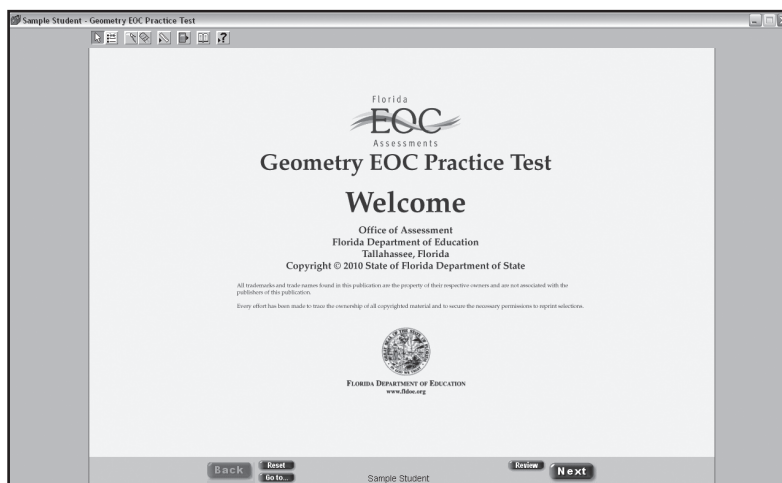 Sample Student - Geometry EOC Practice Test
Florida
EOC
Assessments
Geometry EOC Practice Test
Welcome
Office of Assessment
Florida Department of Education
Tallahassee, Florida
Copyright © 2010 State of Florida Department of State
All trademarks and trade names found in this publication are the property of their respective owners and are not associated with the
publishers of this publication.
Every effort has been made to trace the ownership of all copyrighted material and to secure the necessary permissions to reprint selections.
FLORIDA DEPARTMENT OF EDUCATION
www.fldoe.org
Back
Reset
Go to...
Sample Student
Review
Next